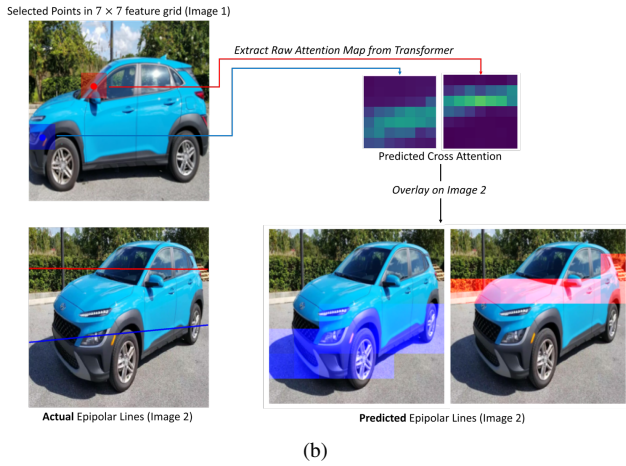 Selected Points in 7 × 7 feature grid (Image 1)
Extract Raw Attention Map from Transformer
Predicted Cross Attention
Overlay on Image 2
Actual Epipolar Lines (Image 2)
Predicted Epipolar Lines (Image 2)
(b)